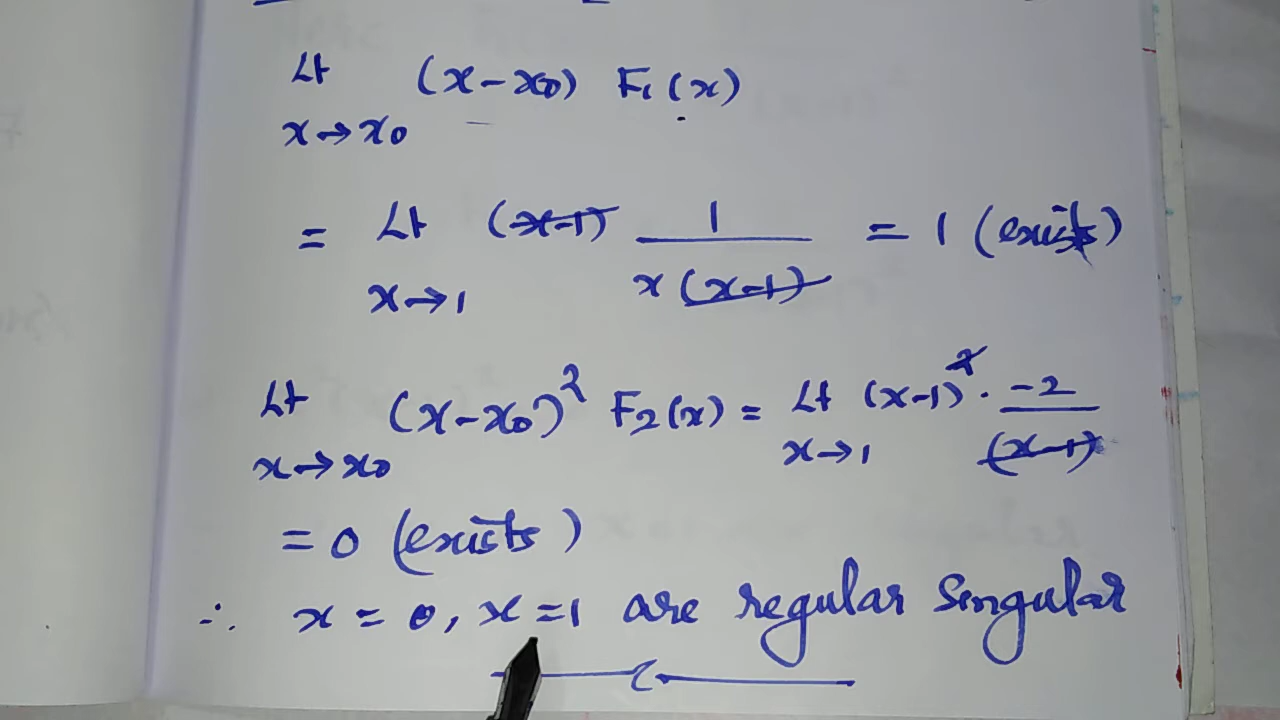 Lt (x-x0) F1(x)
x→x0
= Lt (x-1) 1/x(x-1) = 1 (exists)
x→1
Lt (x-x0)² F2(x) = Lt (x-1)² · -2/(x-1)
x→x0 x→1
= 0 (exists)
∴ x = 0, x = 1 are regular Singular